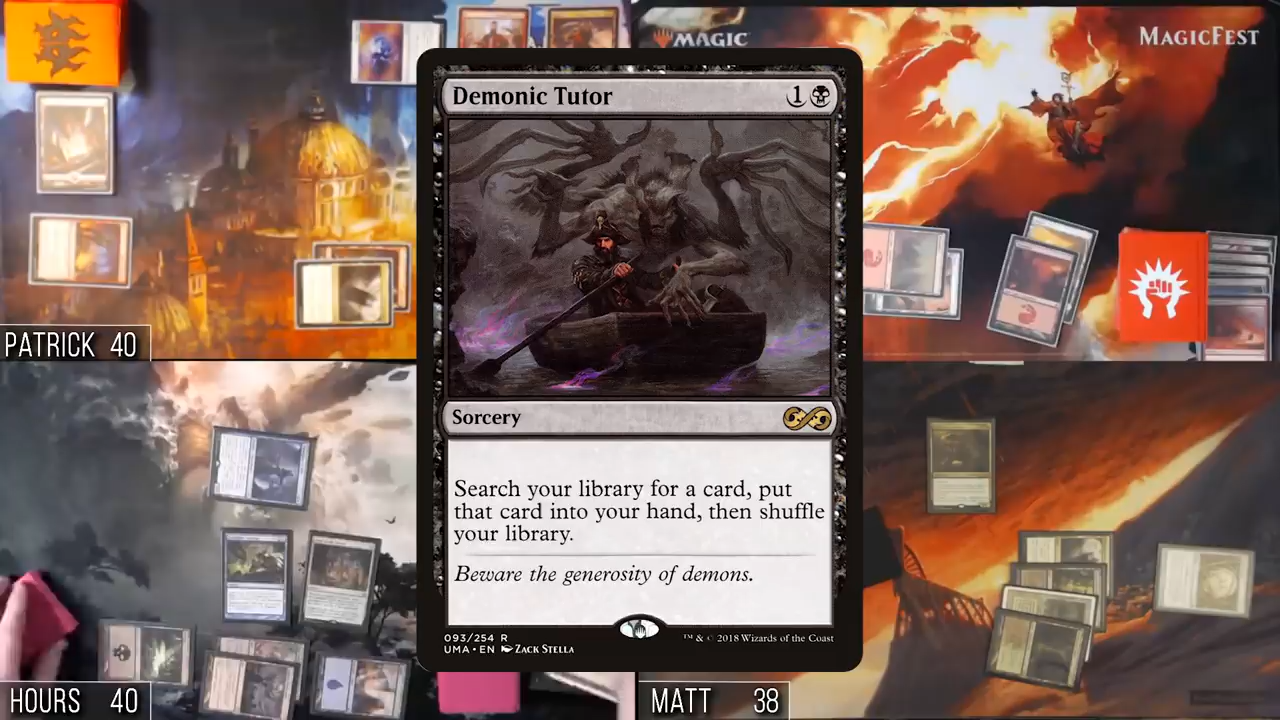 MAGIC
MAGICFEST
Demonic Tutor
1
Sorcery
Search your library for a card, put
that card into your hand, then shuffle
your library.
Beware the generosity of demons.
093/254 R
UMA • EN ZACK STELLA
™ & © 2018 Wizards of the Coast
PATRICK 40
HOURS 40
MATT 38